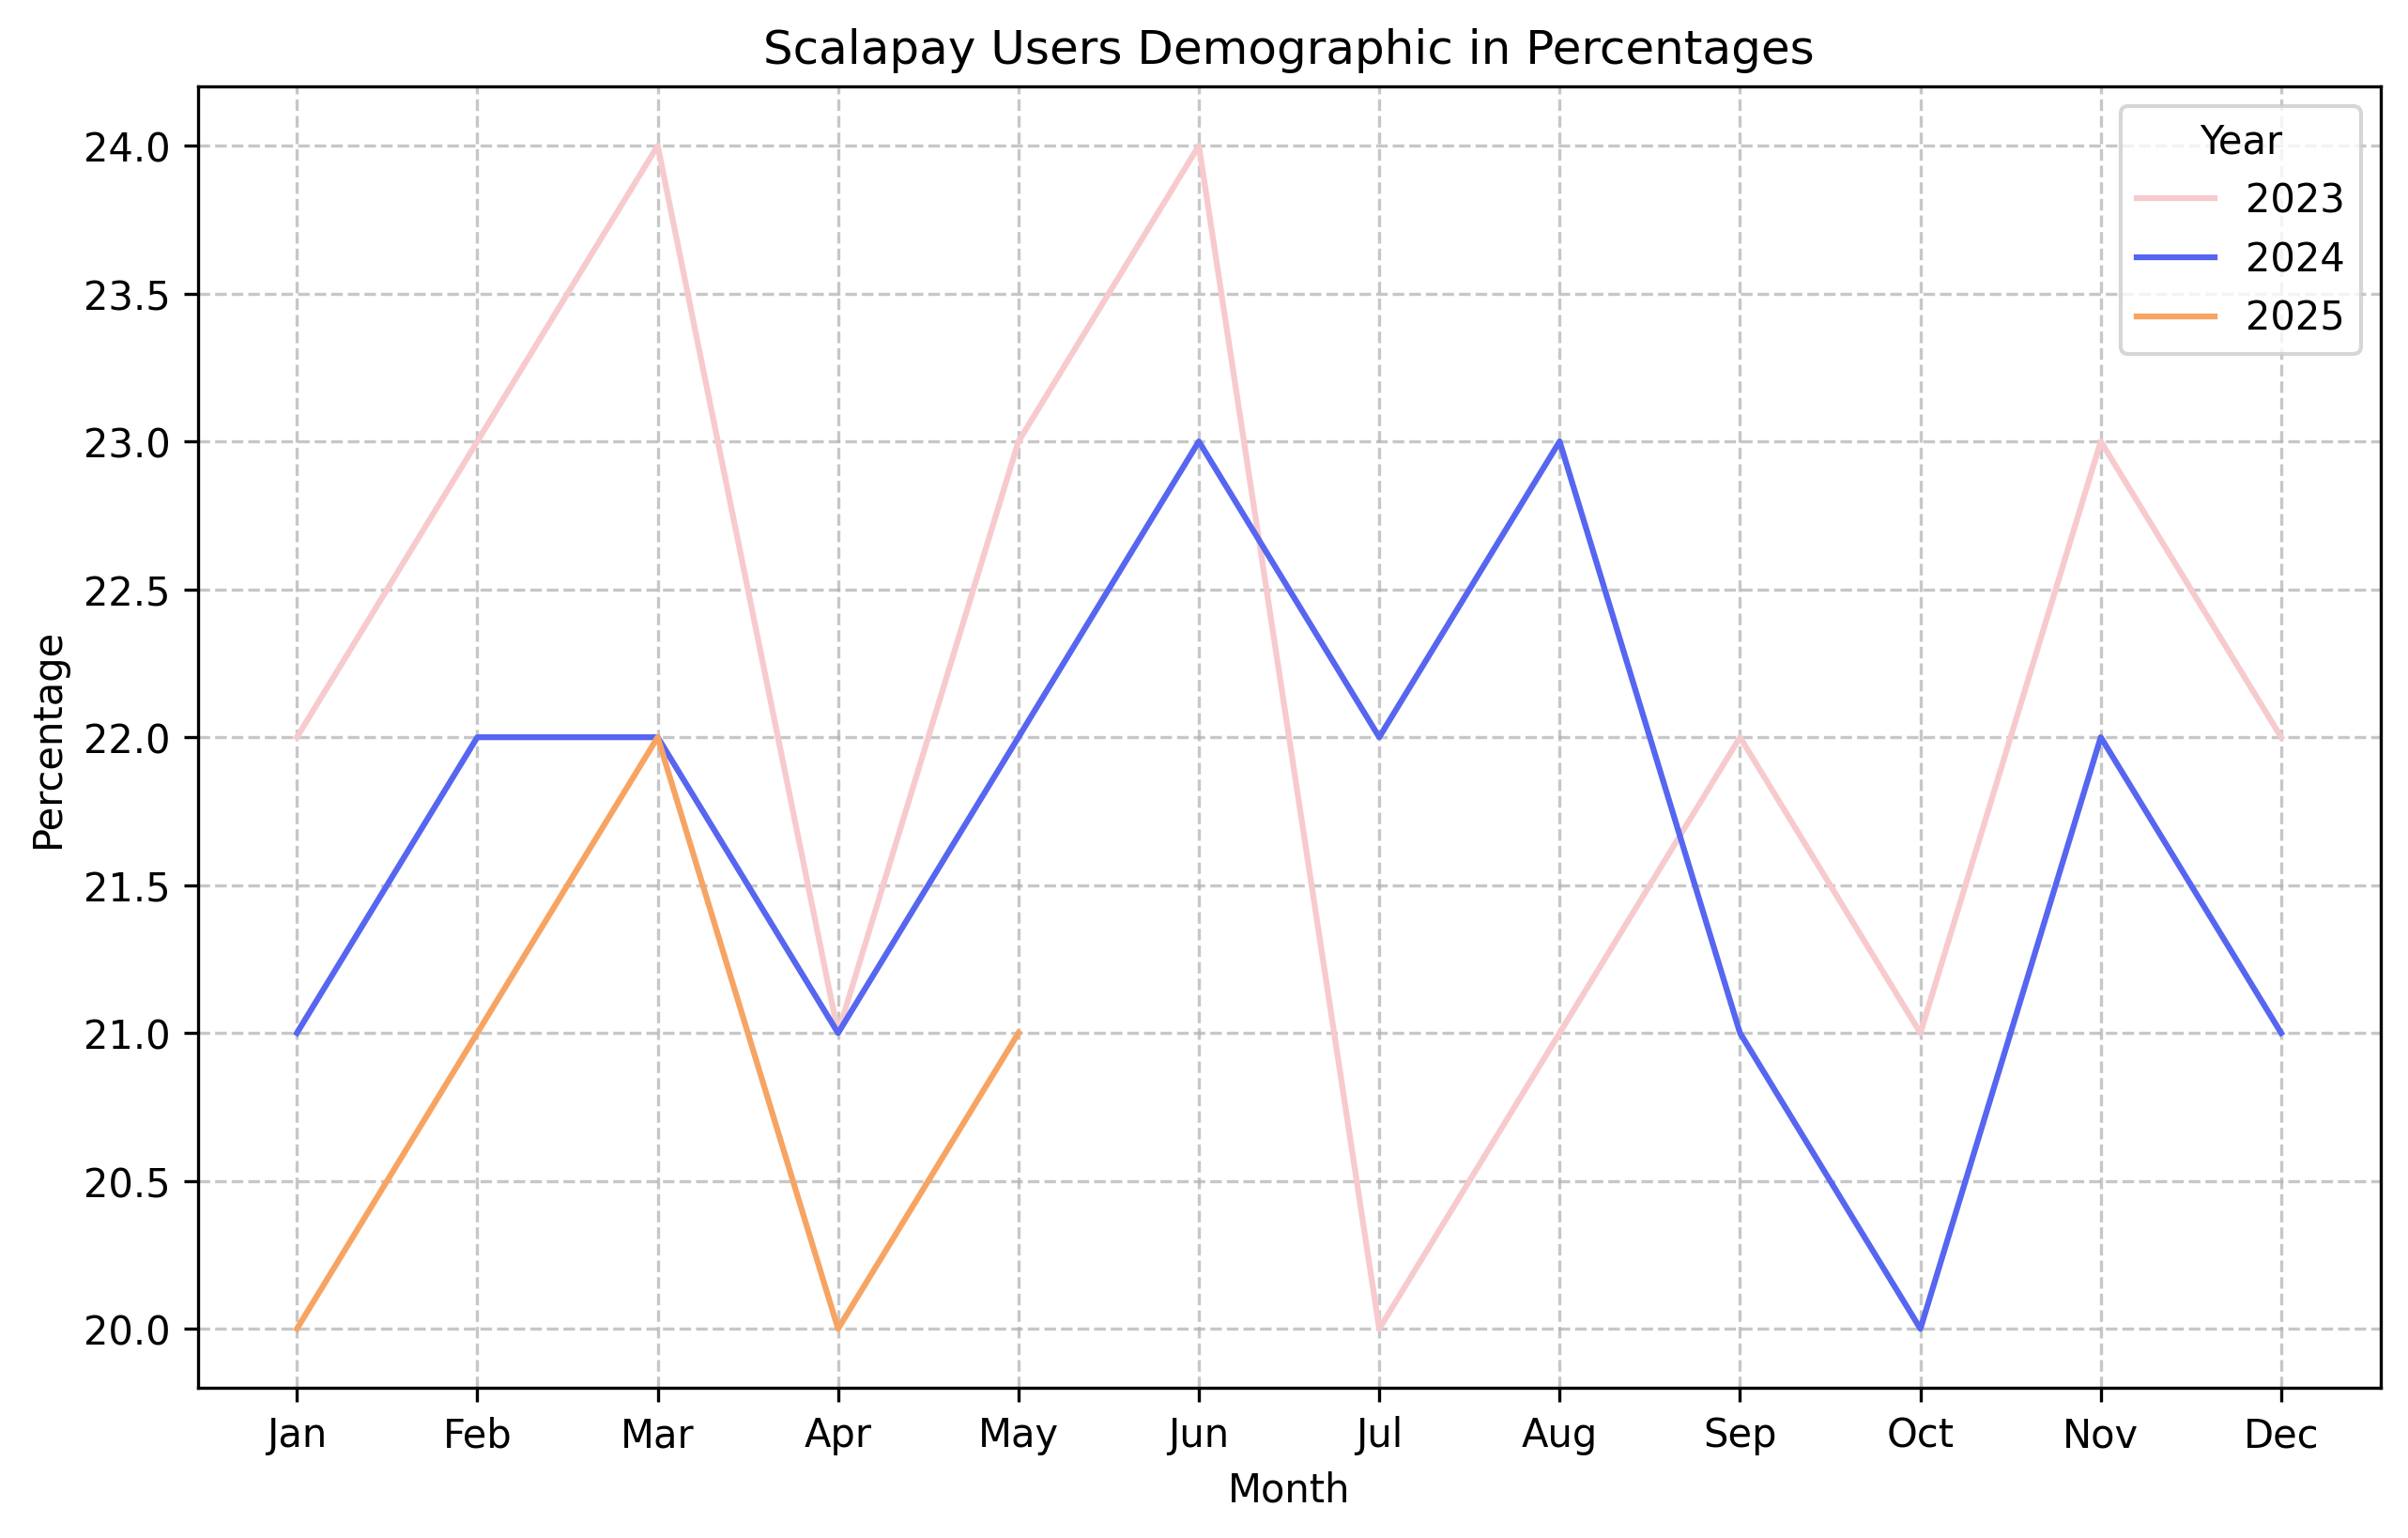 Scalapay Users Demographic in Percentages
Year
2023
2024
2025
24.0
23.5
23.0
22.5
22.0
21.5
21.0
20.5
20.0
Percentage
Jan Feb Mar Apr May Jun Jul Aug Sep Oct Nov Dec
Month